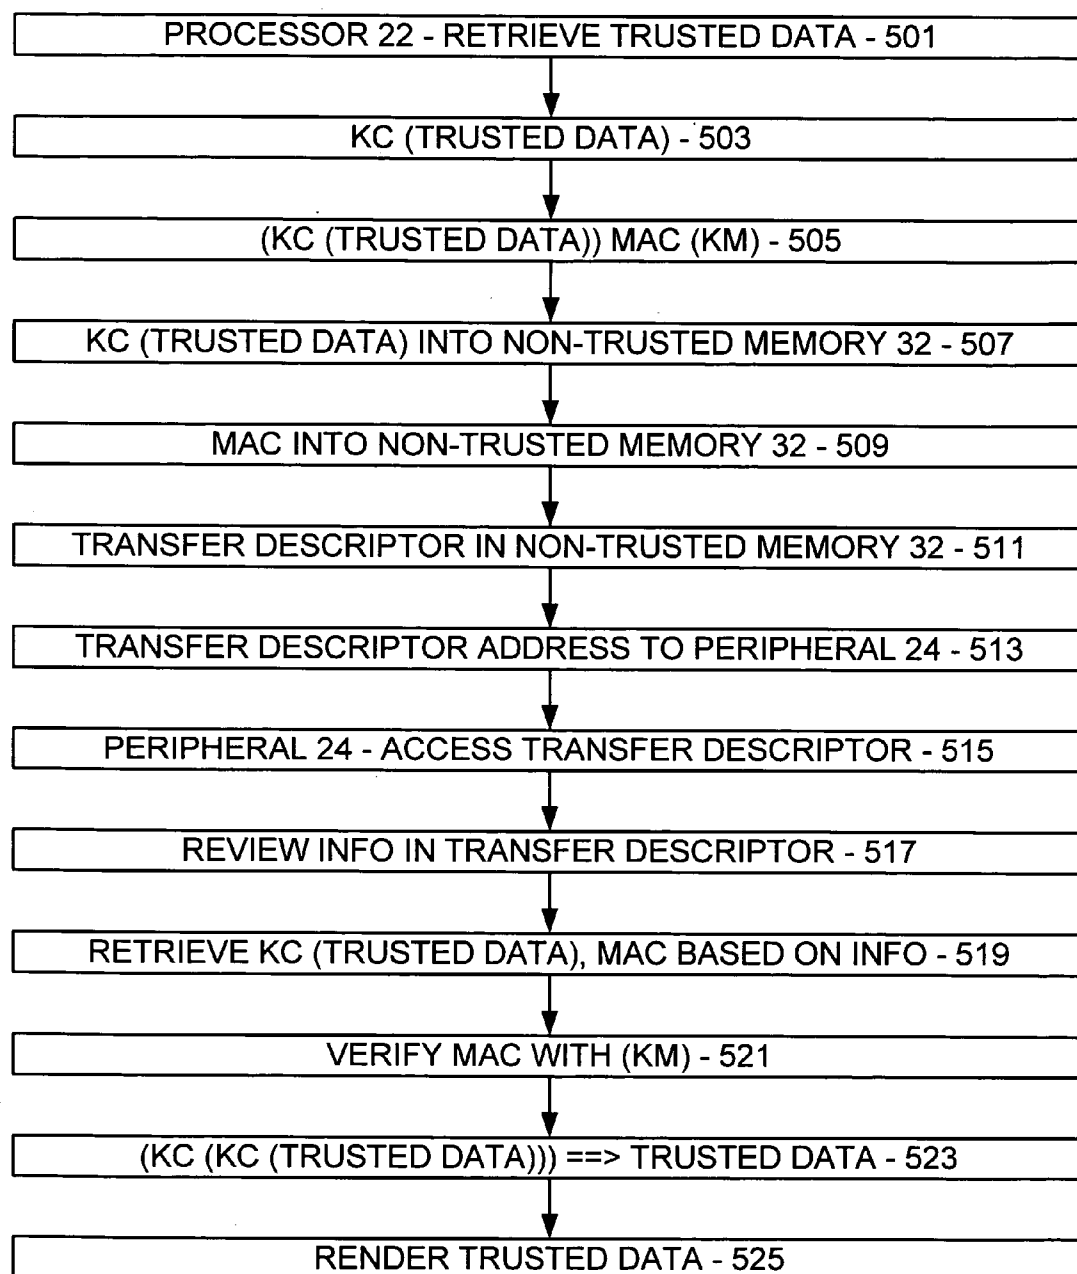 PROCESSOR 22 - RETRIEVE TRUSTED DATA - 501
KC (TRUSTED DATA) - 503
(KC (TRUSTED DATA)) MAC (KM) - 505
KC (TRUSTED DATA) INTO NON-TRUSTED MEMORY 32 - 507
MAC INTO NON-TRUSTED MEMORY 32 - 509
TRANSFER DESCRIPTOR IN NON-TRUSTED MEMORY 32 - 511
TRANSFER DESCRIPTOR ADDRESS TO PERIPHERAL 24 - 513
PERIPHERAL 24 - ACCESS TRANSFER DESCRIPTOR - 515
REVIEW INFO IN TRANSFER DESCRIPTOR - 517
RETRIEVE KC (TRUSTED DATA), MAC BASED ON INFO - 519
VERIFY MAC WITH (KM) - 521
(KC (KC (TRUSTED DATA))) ==> TRUSTED DATA - 523
RENDER TRUSTED DATA - 525